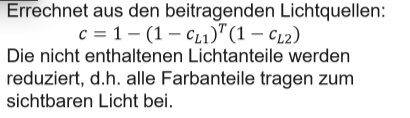 Errechnet aus den beitragenden Lichtquellen:
c = 1 − (1 − c_{L1})^T (1 − c_{L2})
Die nicht enthaltenen Lichtanteile werden
reduziert, d.h. alle Farbanteile tragen zum
sichtbaren Licht bei.